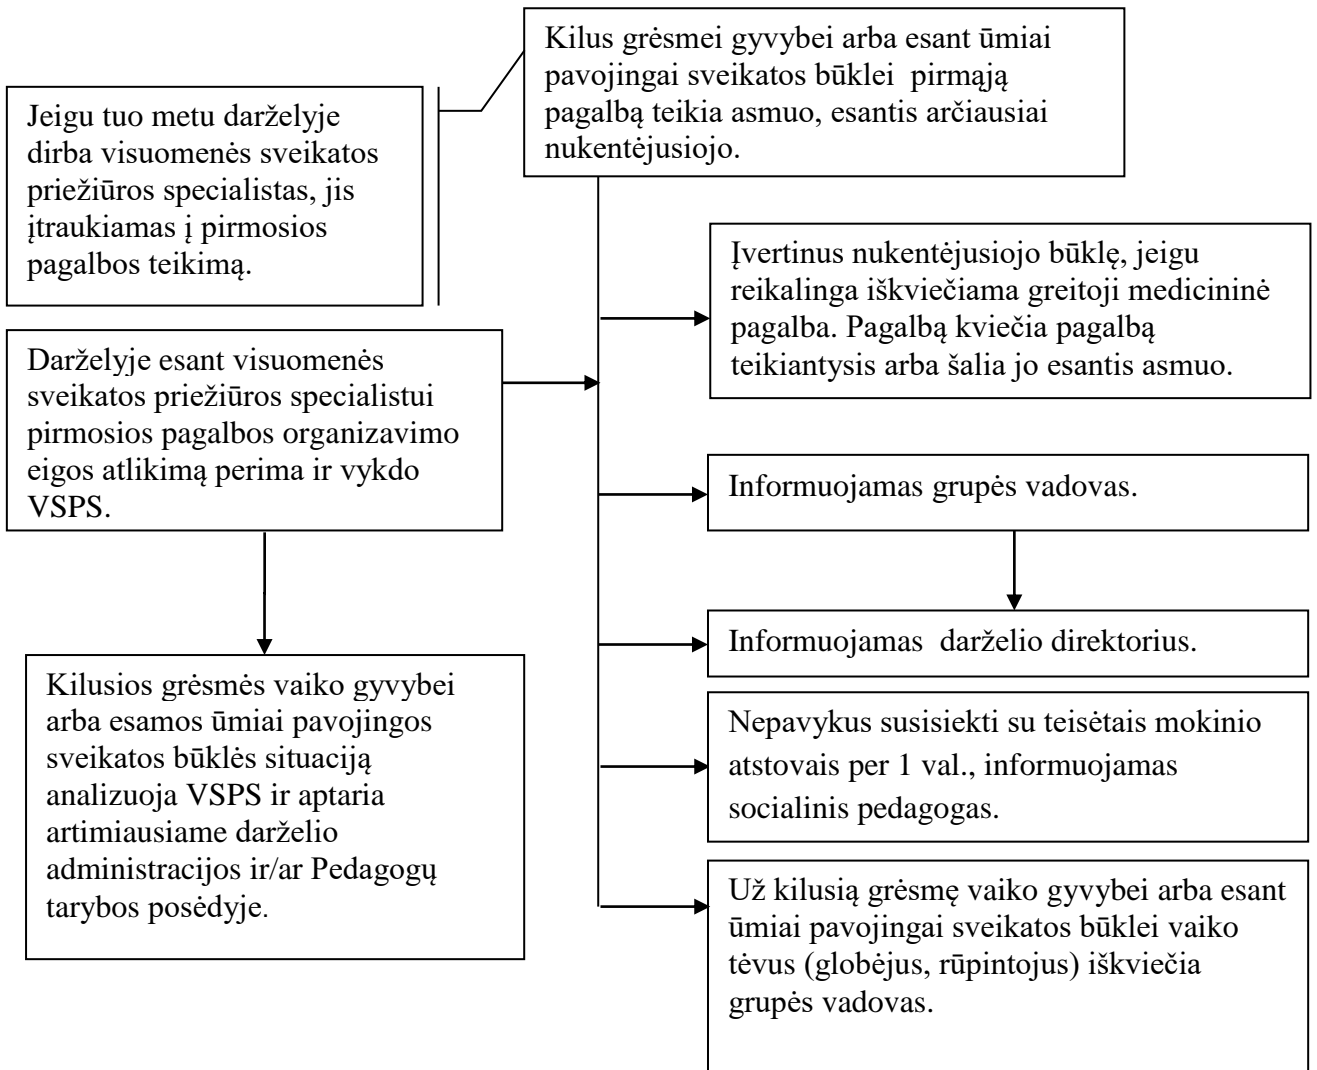 Kilus grėsmei gyvybei arba esant ūmiai
pavojingai sveikatos būklei  pirmąją
pagalbą teikia asmuo, esantis arčiausiai
nukentėjusiojo.
Jeigu tuo metu darželyje
dirba visuomenės sveikatos
priežiūros specialistas, jis
įtraukiamas į pirmosios
pagalbos teikimą.
Įvertinus nukentėjusiojo būklę, jeigu
reikalinga iškviečiama greitoji medicininė
pagalba. Pagalbą kviečia pagalbą
teikiantysis arba šalia jo esantis asmuo.
Darželyje esant visuomenės
sveikatos priežiūros specialistui
pirmosios pagalbos organizavimo
eigos atlikimą perima ir vykdo
VSPS.
Informuojamas grupės vadovas.
Informuojamas  darželio direktorius.
Kilusios grėsmės vaiko gyvybei
arba esamos ūmiai pavojingos
sveikatos būklės situaciją
analizuoja VSPS ir aptaria
artimiausiame darželio
administracijos ir/ar Pedagogų
tarybos posėdyje.
Nepavykus susisiekti su teisėtais mokinio
atstovais per 1 val., informuojamas
socialinis pedagogas.
Už kilusią grėsmę vaiko gyvybei arba esant
ūmiai pavojingai sveikatos būklei vaiko
tėvus (globėjus, rūpintojus) iškviečia
grupės vadovas.